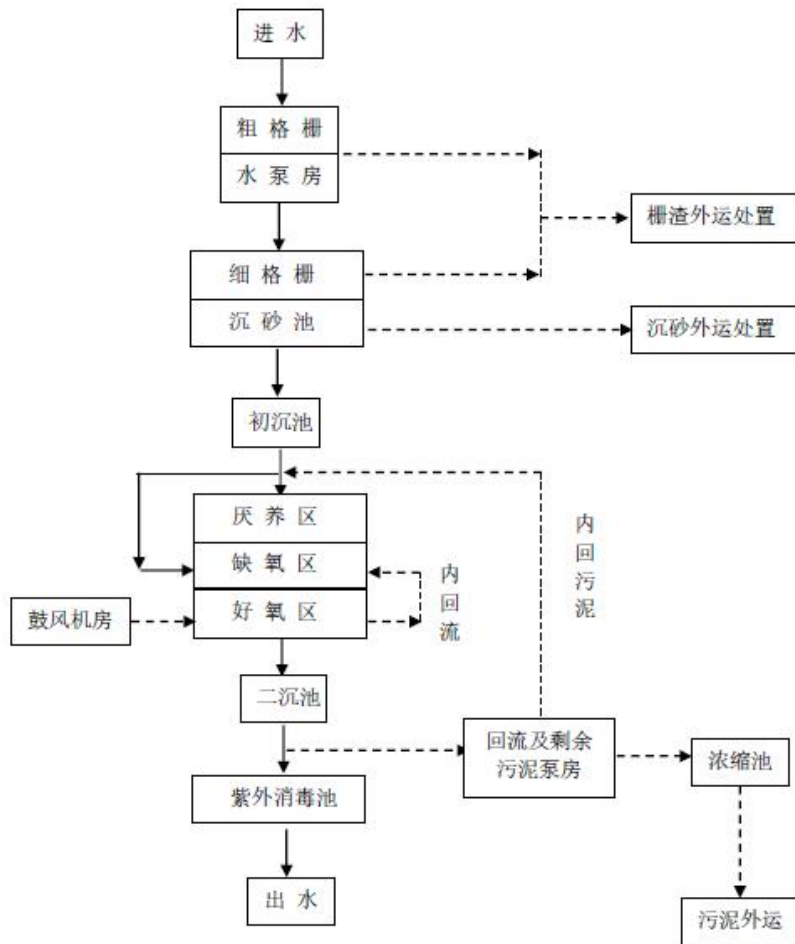 进 水
粗 格 栅
水 泵 房
栅渣外运处置
细 格 栅
沉 砂 池
沉砂外运处置
初沉池
厌 养 区
缺 氧 区
好 氧 区
鼓风机房
内
回
流
内
回
污
泥
二沉池
回流及剩余
污泥泵房
浓缩池
紫外消毒池
出 水
污泥外运